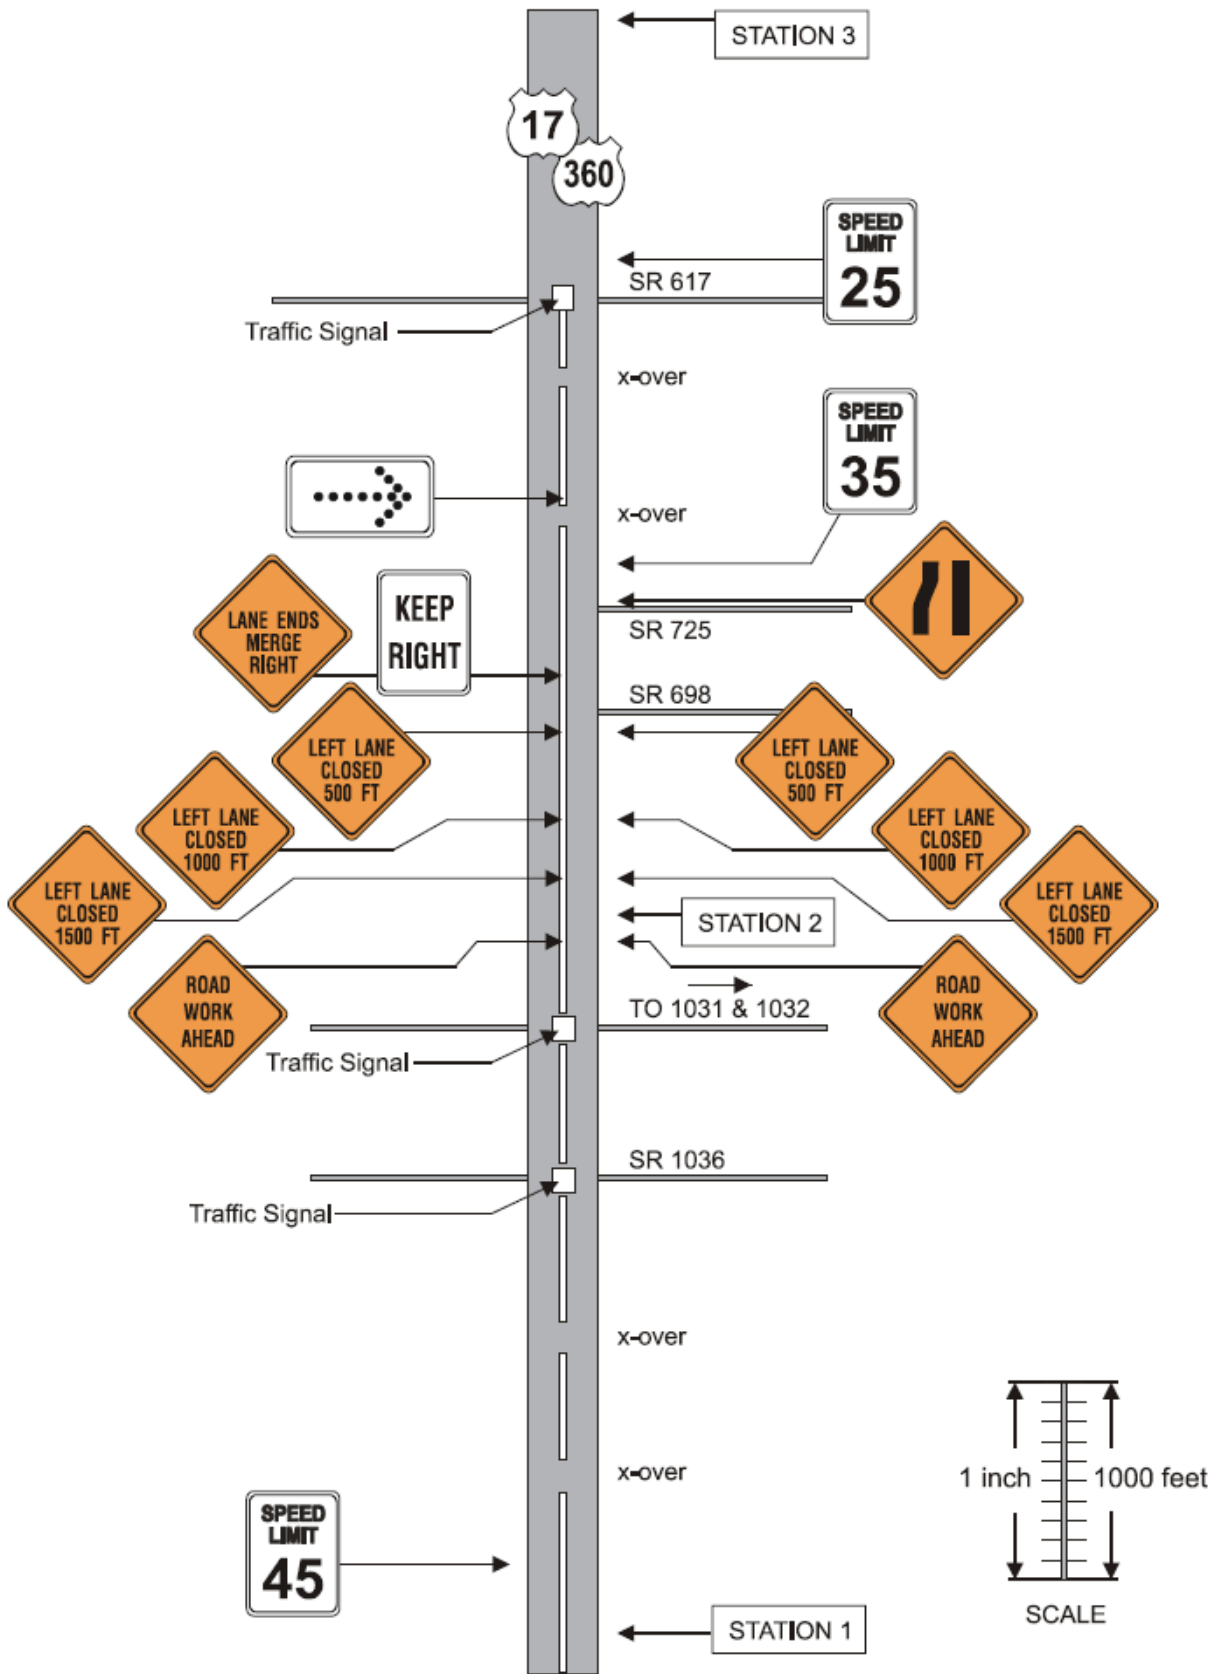 STATION 3
17
360
SPEED
LIMIT
25
SR 617
Traffic Signal
x-over
SPEED
LIMIT
35
x-over
LANE ENDS
MERGE
RIGHT
KEEP
RIGHT
SR 725
SR 698
LEFT LANE
CLOSED
500 FT
LEFT LANE
CLOSED
500 FT
LEFT LANE
CLOSED
1000 FT
LEFT LANE
CLOSED
1000 FT
LEFT LANE
CLOSED
1500 FT
LEFT LANE
CLOSED
1500 FT
STATION 2
ROAD
WORK
AHEAD
ROAD
WORK
AHEAD
TO 1031 & 1032
Traffic Signal
SR 1036
Traffic Signal
x-over
x-over
1 inch
1000 feet
SCALE
SPEED
LIMIT
45
STATION 1